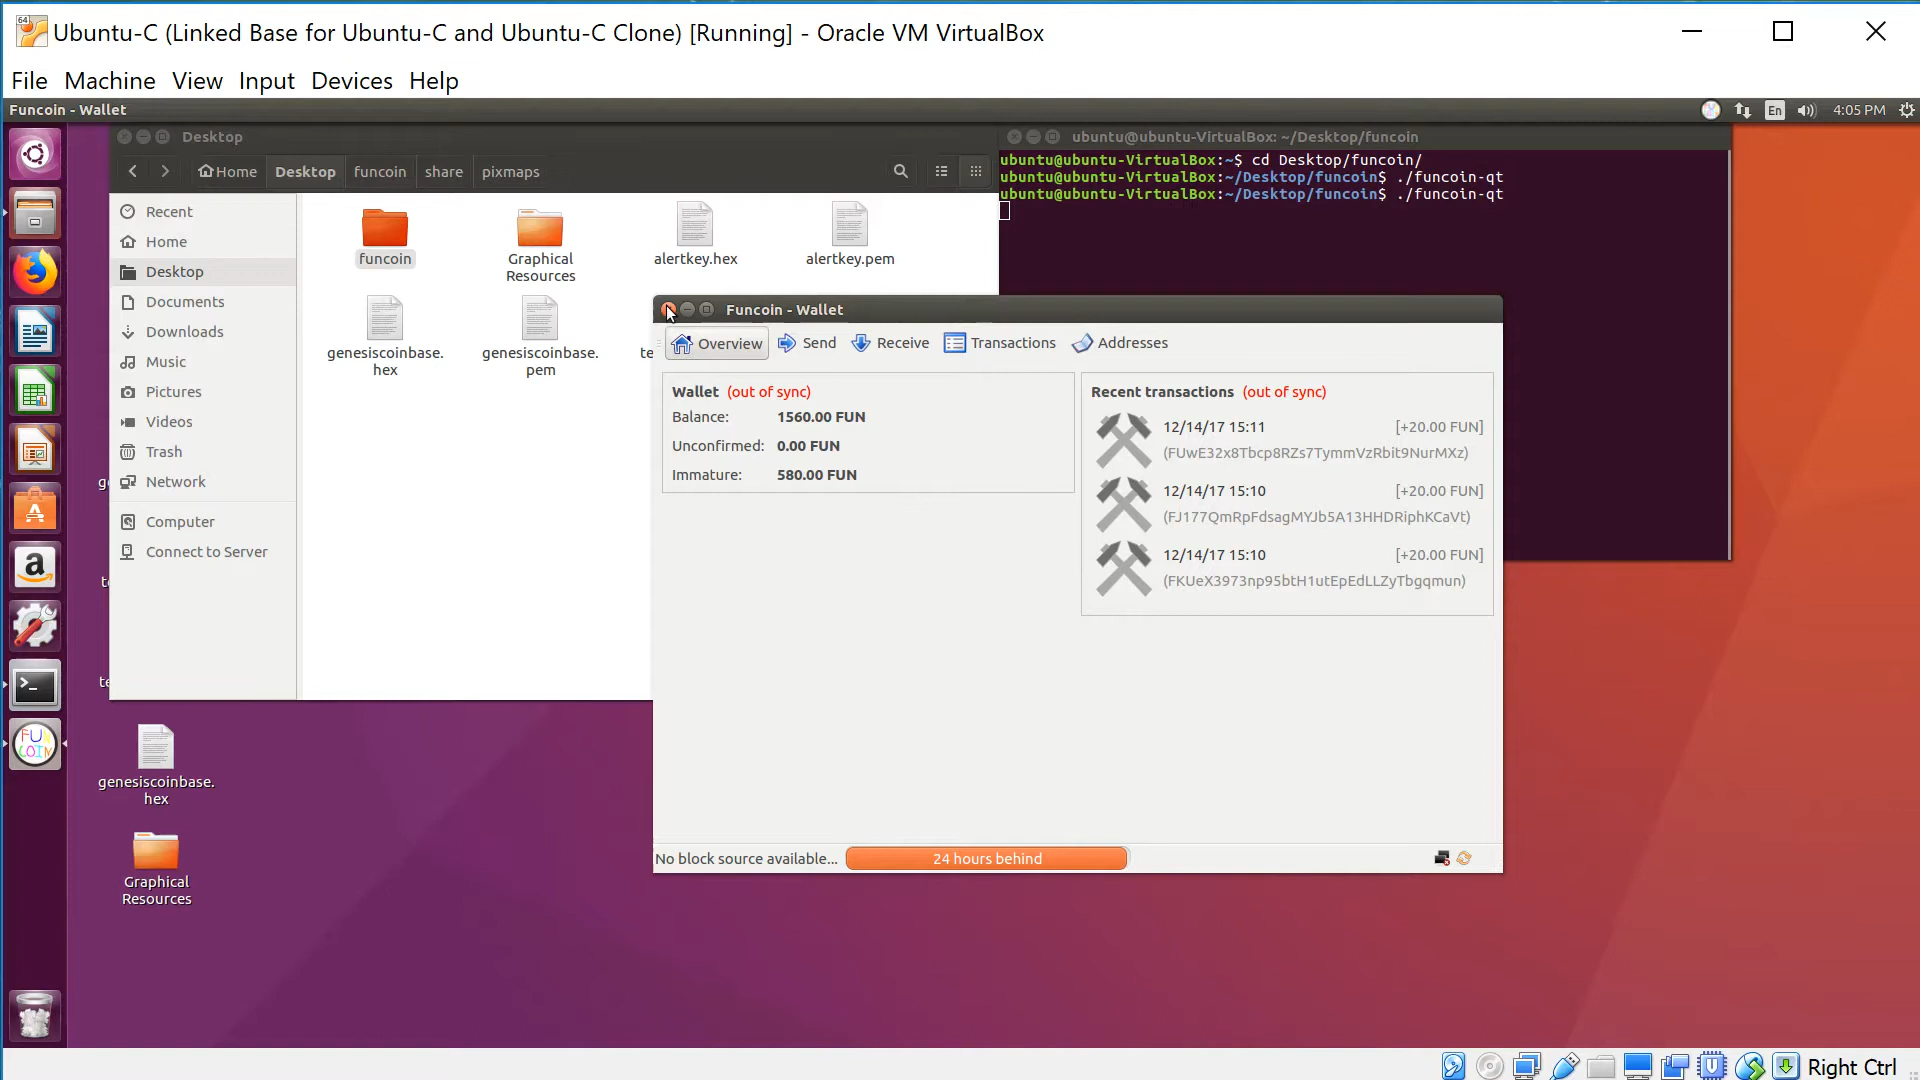 64
Ubuntu-C (Linked Base for Ubuntu-C and Ubuntu-C Clone) [Running] - Oracle VM VirtualBox
File Machine View Input Devices Help
Funcoin - Wallet
En
4:05 PM
Desktop
Home Desktop funcoin share pixmaps
Recent
Home
Desktop
Documents
Downloads
Music
Pictures
Videos
Trash
Network
Computer
Connect to Server
funcoin
Graphical
Resources
alertkey.hex
alertkey.pem
genesiscoinbase.
hex
genesiscoinbase.
pem
te
ubuntu@ubuntu-VirtualBox: ~/Desktop/funcoin
ubuntu@ubuntu-VirtualBox:~$ cd Desktop/funcoin/
ubuntu@ubuntu-VirtualBox:~/Desktop/funcoin$ ./funcoin-qt
ubuntu@ubuntu-VirtualBox:~/Desktop/funcoin$ ./funcoin-qt
Funcoin - Wallet
Overview Send Receive Transactions Addresses
Wallet (out of sync)
Balance: 1560.00 FUN
Unconfirmed: 0.00 FUN
Immature: 580.00 FUN
Recent transactions (out of sync)
12/14/17 15:11 [+20.00 FUN]
(FUwE32x8Tbcp8RZs7TymmVzRbit9NurMXz)
12/14/17 15:10 [+20.00 FUN]
(FJ177QmRpFdsagMYJb5A13HHDRiphKCaVt)
12/14/17 15:10 [+20.00 FUN]
(FKUeX3973np95btH1utEpEdLLZyTbgqmun)
No block source available... 24 hours behind
ge
te
te
FUN
COIN
genesiscoinbase.
hex
Graphical
Resources
Right Ctrl